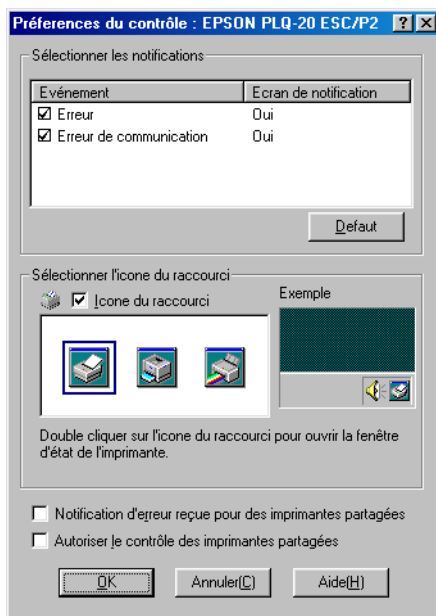 Préferences du contrôle : EPSON PLQ-20 ESC/P2
Sélectionner les notifications
Evénement Ecran de notification
Erreur Oui
Erreur de communication Oui
Defaut
Sélectionner l'icone du raccourci
Icone du raccourci Exemple
Double cliquer sur l'icone du raccourci pour ouvrir la fenêtre
d'état de l'imprimante.
Notification d'erreur reçue pour des imprimantes partagées
Autoriser le contrôle des imprimantes partagées
OK Annuler(C) Aide(H)